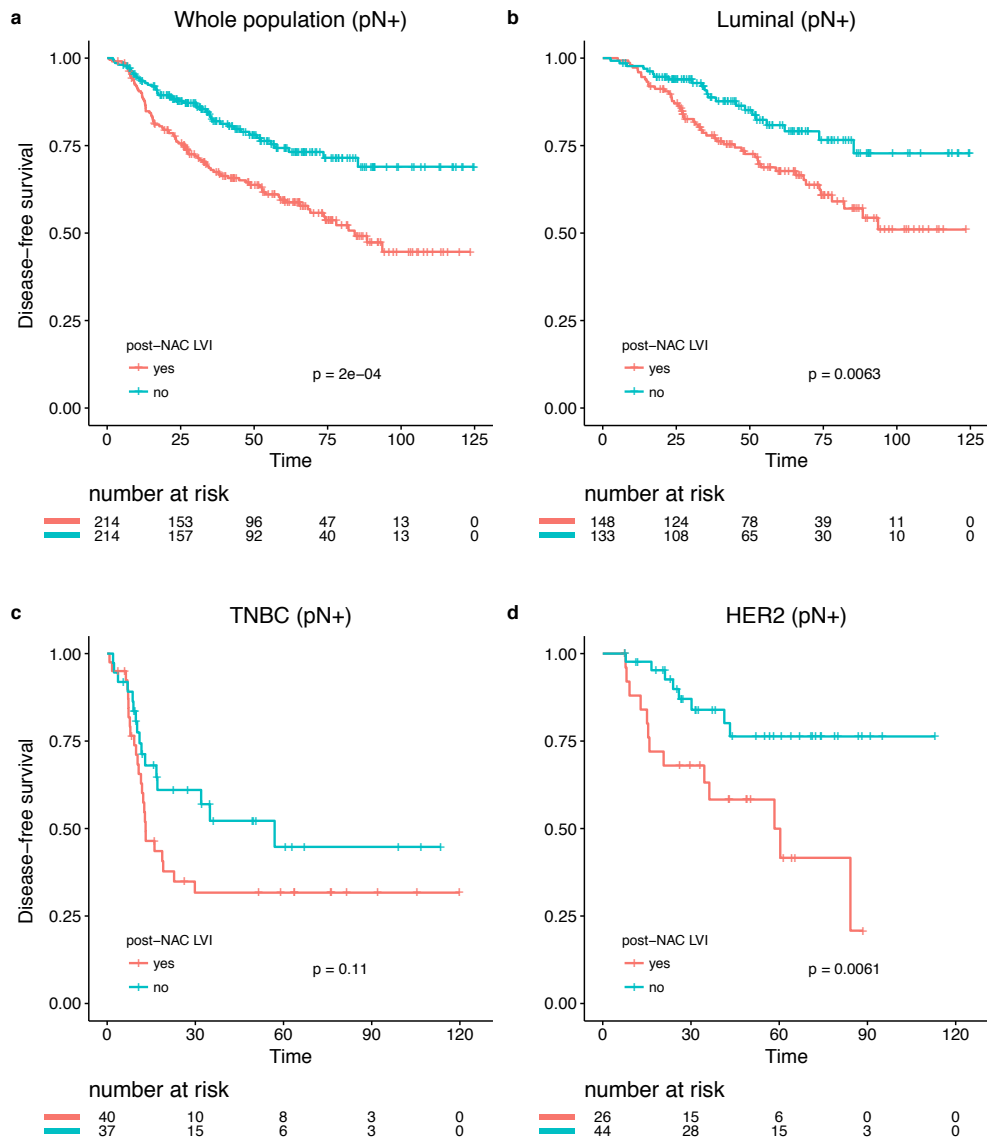 a
Whole population (pN+)
1.00
0.75
0.50
0.25
0.00
Disease−free survival
post−NAC LVI
yes
no
p = 2e−04
0 25 50 75 100 125
Time
number at risk
214 153 96 47 13 0
214 157 92 40 13 0
b
Luminal (pN+)
1.00
0.75
0.50
0.25
0.00
post−NAC LVI
yes
no
p = 0.0063
0 25 50 75 100 125
Time
number at risk
148 124 78 39 11 0
133 108 65 30 10 0
c
TNBC (pN+)
1.00
0.75
0.50
0.25
0.00
Disease−free survival
post−NAC LVI
yes
no
p = 0.11
0 30 60 90 120
Time
number at risk
40 10 8 3 0
37 15 6 3 0
d
HER2 (pN+)
1.00
0.75
0.50
0.25
0.00
post−NAC LVI
yes
no
p = 0.0061
0 30 60 90 120
Time
number at risk
26 15 6 0 0
44 28 15 3 0